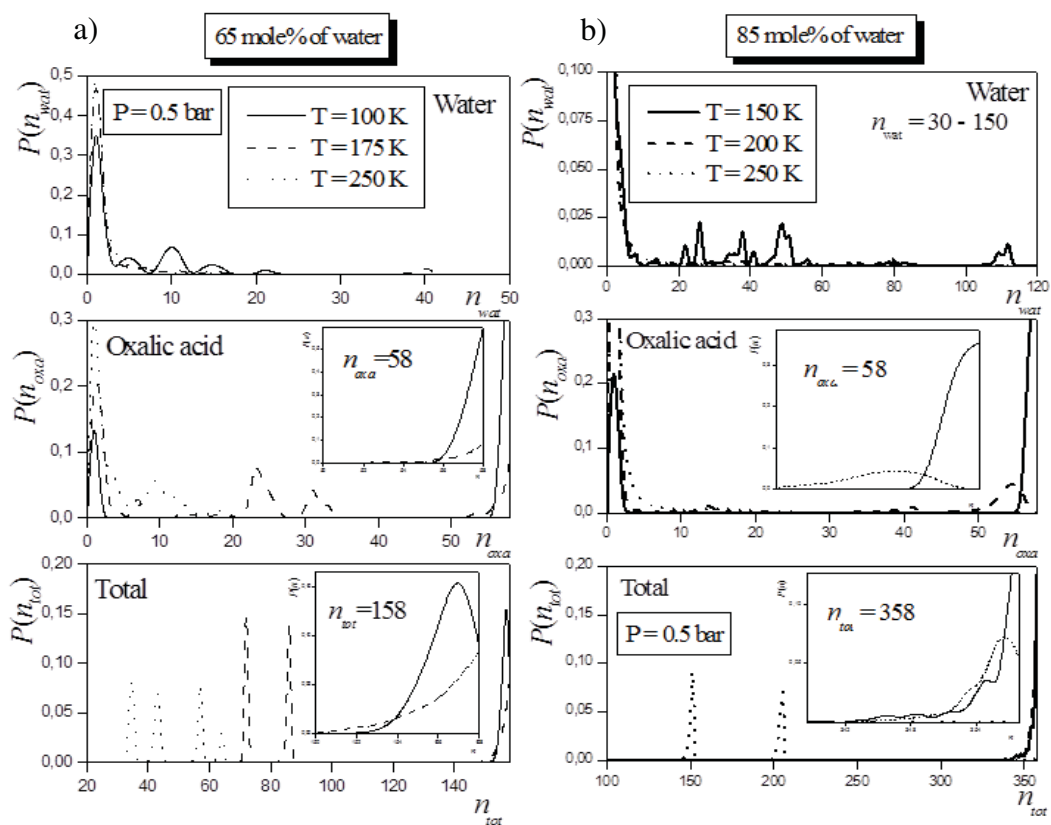 a)
65 mole% of water
P(n_wat)
0,5
0,4
0,3
0,2
0,1
0,0
P = 0.5 bar
Water
T = 100 K
T = 175 K
T = 250 K
0 10 20 30 40 50
n_wat
P(n_oxa)
0,3
0,2
0,1
0,0
Oxalic acid
n_oxa =58
0 20 40
n_oxa
P(n_tot)
0,20
0,15
0,10
0,05
0,00
Total
n_tot =158
20 40 60 80 100 120 140
n_tot
b)
85 mole% of water
P(n_wat)
0,100
0,075
0,050
0,025
0,000
Water
n_wat = 30 - 150
T = 150 K
T = 200 K
T = 250 K
0 20 40 60 80 100 120
n_wat
P(n_oxa)
0,3
0,2
0,1
0,0
Oxalic acid
n_oxa = 58
0 10 20 30 40 50
n_oxa
P(n_tot)
0,20
0,15
0,10
0,05
0,00
Total
P = 0.5 bar
P(n)
n_tot = 358
100 150 200 250 300 350
n_tot